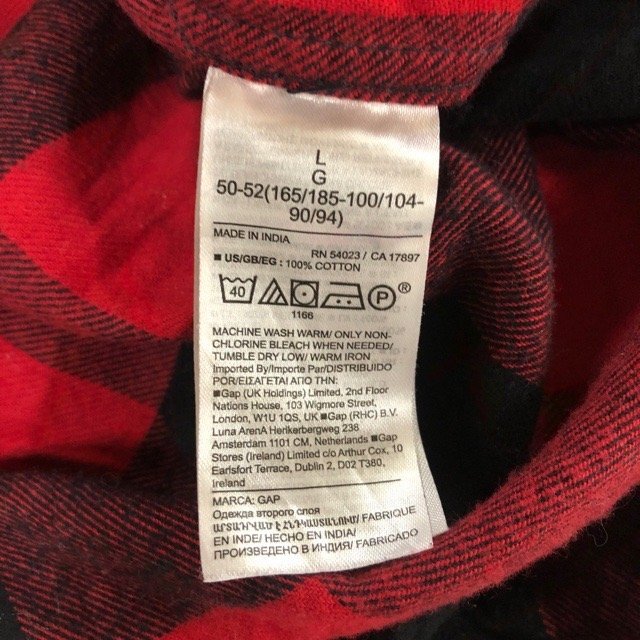 L
G
50-52(165/185-100/104-
90/94)
MADE IN INDIA
RN 54023 / CA 17897
■ US/GB/EG : 100% COTTON
40
P
®
1166
MACHINE WASH WARM/ ONLY NON-
CHLORINE BLEACH WHEN NEEDED/
TUMBLE DRY LOW/ WARM IRON
Imported By/Importe Par/DISTRIBUIDO
POR/ΕΙΣΑΓΕΤΑΙ ΑΠΟ ΤΗΝ:
■Gap (UK Holdings) Limited, 2nd Floor
Nations House, 103 Wigmore Street,
London, W1U 1QS, UK ■Gap (RHC) B.V.
Luna ArenA Herikerbergweg 238
Amsterdam 1101 CM, Netherlands ■Gap
Stores (Ireland) Limited c/o Arthur Cox, 10
Earlsfort Terrace, Dublin 2, D02 T380,
Ireland
MARCA: GAP
Одежда второго слоя
ԱՐՏԱԴՐՎԱԾ Է ՀՆԴԿԱՍՏԱՆՈՒՄ/ FABRIQUE
EN INDE/ HECHO EN INDIA/
ПРОИЗВЕДЕНО В ИНДИЯ/ FABRICADO